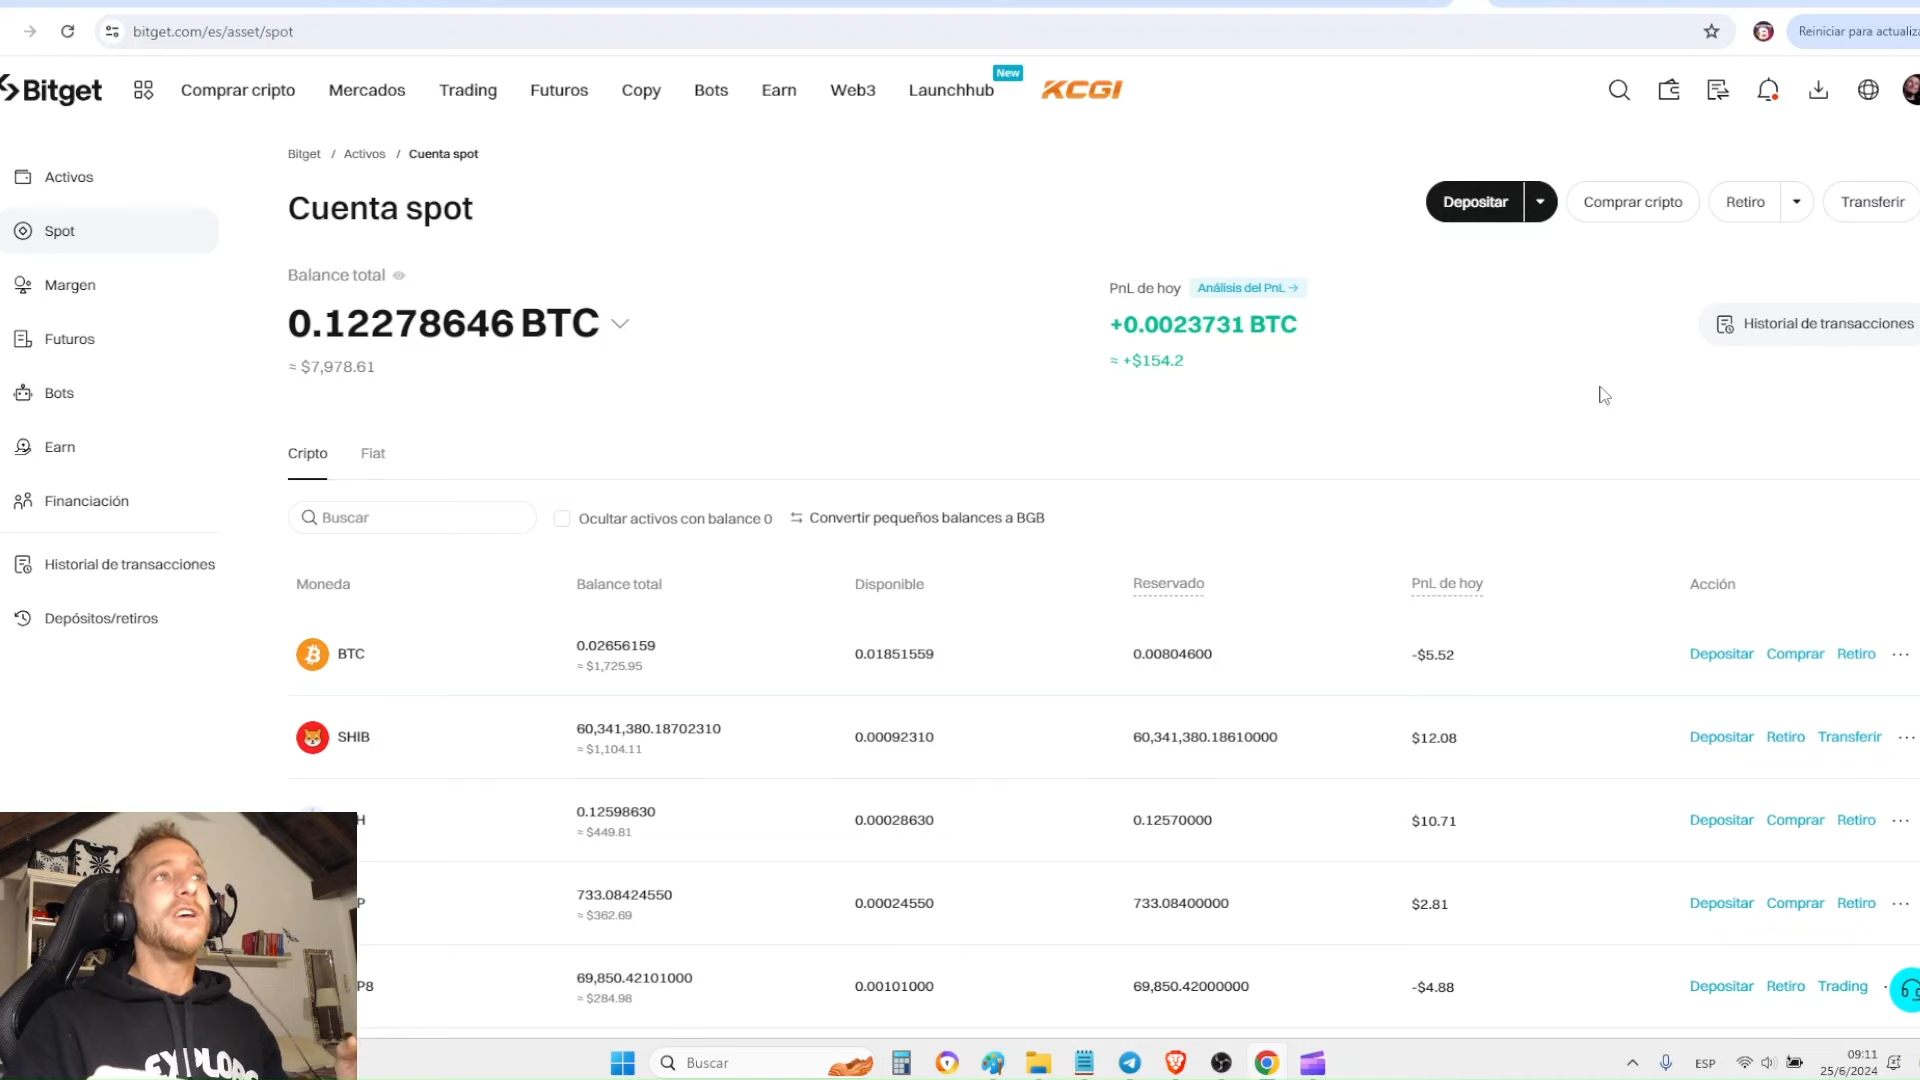 bitget.com/es/asset/spot
Bitget
Comprar cripto
Mercados
Trading
Futuros
Copy
Bots
Earn
Web3
Launchhub
New
KCGI
Activos
Spot
Margen
Futuros
Bots
Earn
Financiación
Historial de transacciones
Depósitos/retiros
Bitget / Activos / Cuenta spot
Cuenta spot
Depositar
Comprar cripto
Retiro
Transferir
Balance total
0.12278646 BTC
≈ $7,978.61
PnL de hoy
Análisis del PnL →
+0.0023731 BTC
≈ +$154.2
Historial de transacciones
Cripto
Fiat
Buscar
Ocultar activos con balance 0
Convertir pequeños balances a BGB
Moneda Balance total Disponible Reservado PnL de hoy Acción
BTC 0.02656159 0.01851559 0.00804600 -$5.52 Depositar Comprar Retiro ...
≈ $1,725.95
SHIB 60,341,380.18702310 0.00092310 60,341,380.18610000 $12.08 Depositar Retiro Transferir ...
≈ $1,104.11
H 0.12598630 0.00028630 0.12570000 $10.71 Depositar Comprar Retiro ...
≈ $449.81
P 733.08424550 0.00024550 733.08400000 $2.81 Depositar Comprar Retiro ...
≈ $362.69
P8 69,850.42101000 0.00101000 69,850.42000000 -$4.88 Depositar Retiro Trading
≈ $284.98
Buscar
ESP
09:11
25/6/2024